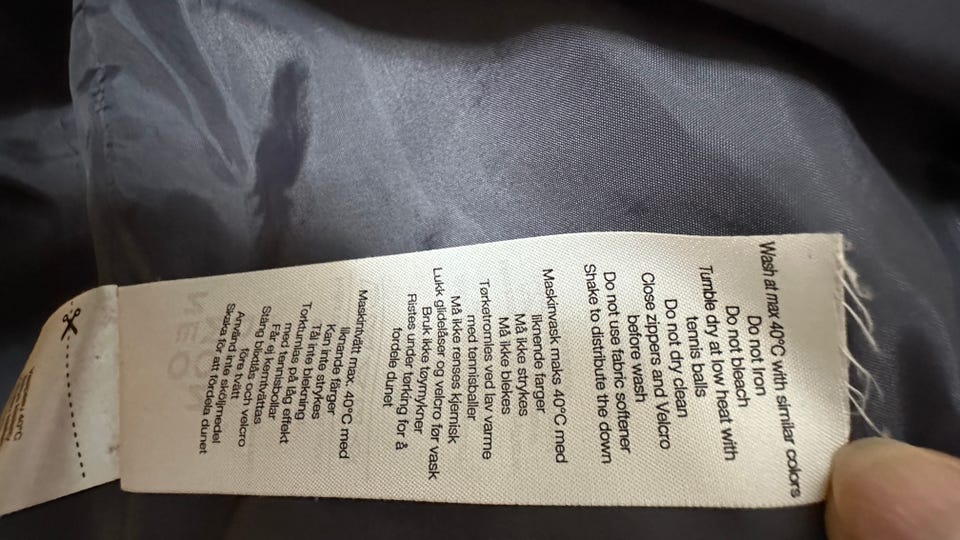 Wash at max 40°C with similar colors
Do not Iron
Do not bleach
Tumble dry at low heat with
tennis balls
Do not dry clean
Close zippers and Velcro
before wash
Do not use fabric softener
Shake to distribute the down
Maskinvask maks 40°C med
liknende farger
Må ikke strykes
Må ikke blekes
Tørketromles ved lav varme
med tennisballer
Må ikke renses kjemisk
Lukk glidelåser og velcro før vask
Bruk ikke tøymykner
Ristes under tørking for å
fordele dunet
Maskintvätt max. 40°C med
liknande färger
Kan inte strykes
Tål inte blekning
Torktumlas på låg effekt
med tennisbollar
Får ej kemtvättas
Stäng blixtlås och velcro
före tvätt
Använd inte sköljmedel
Skaka för att fördela dunet